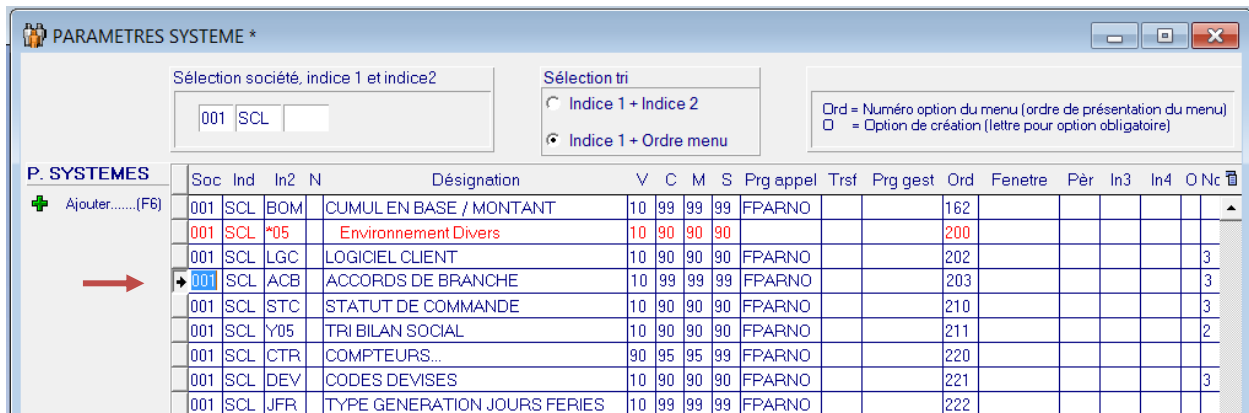 PARAMETRES SYSTEME *
Sélection société, indice 1 et indice2
001 SCL
Sélection tri
Indice 1 + Indice 2
Indice 1 + Ordre menu
Ord = Numéro option du menu (ordre de présentation du menu)
O = Option de création (lettre pour option obligatoire)
P. SYSTEMES
Ajouter.......(F6)
Soc Ind In2 N Désignation V C M S Prg appel Trsf Prg gest Ord Fenetre Pèr In3 In4 O Nc
001 SCL BOM CUMUL EN BASE / MONTANT 10 99 99 99 FPARNO 162
001 SCL *05 Environnement Divers 10 90 90 90 200
001 SCL LGC LOGICIEL CLIENT 10 90 90 90 FPARNO 202 3
001 SCL ACB ACCORDS DE BRANCHE 10 99 99 99 FPARNO 203 3
001 SCL STC STATUT DE COMMANDE 10 90 90 90 FPARNO 210 3
001 SCL Y05 TRI BILAN SOCIAL 10 90 90 90 FPARNO 211 2
001 SCL CTR COMPTEURS... 90 95 95 99 FPARNO 220
001 SCL DEV CODES DEVISES 10 90 90 90 FPARNO 221 3
001 SCL JFR TYPE GENERATION JOURS FERIES 10 99 99 99 FPARNO 222